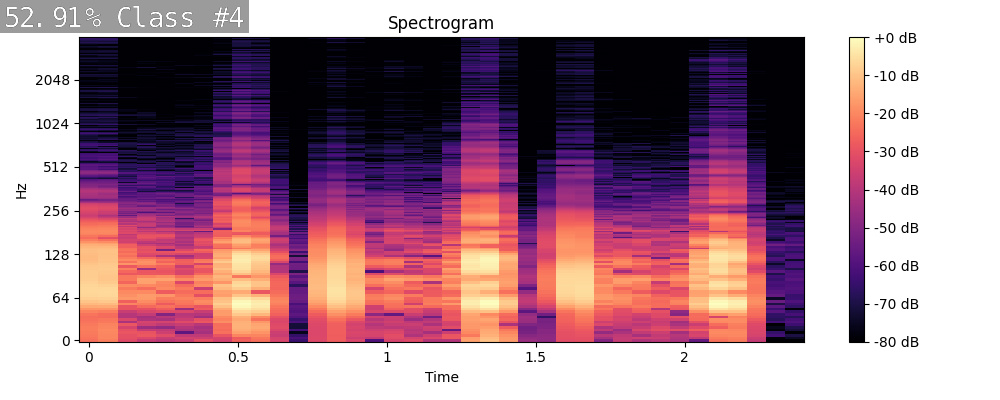 52.91% Class #4
Spectrogram
Hz
2048
1024
512
256
128
64
0
0 0.5 1 1.5 2
Time
+0 dB
-10 dB
-20 dB
-30 dB
-40 dB
-50 dB
-60 dB
-70 dB
-80 dB